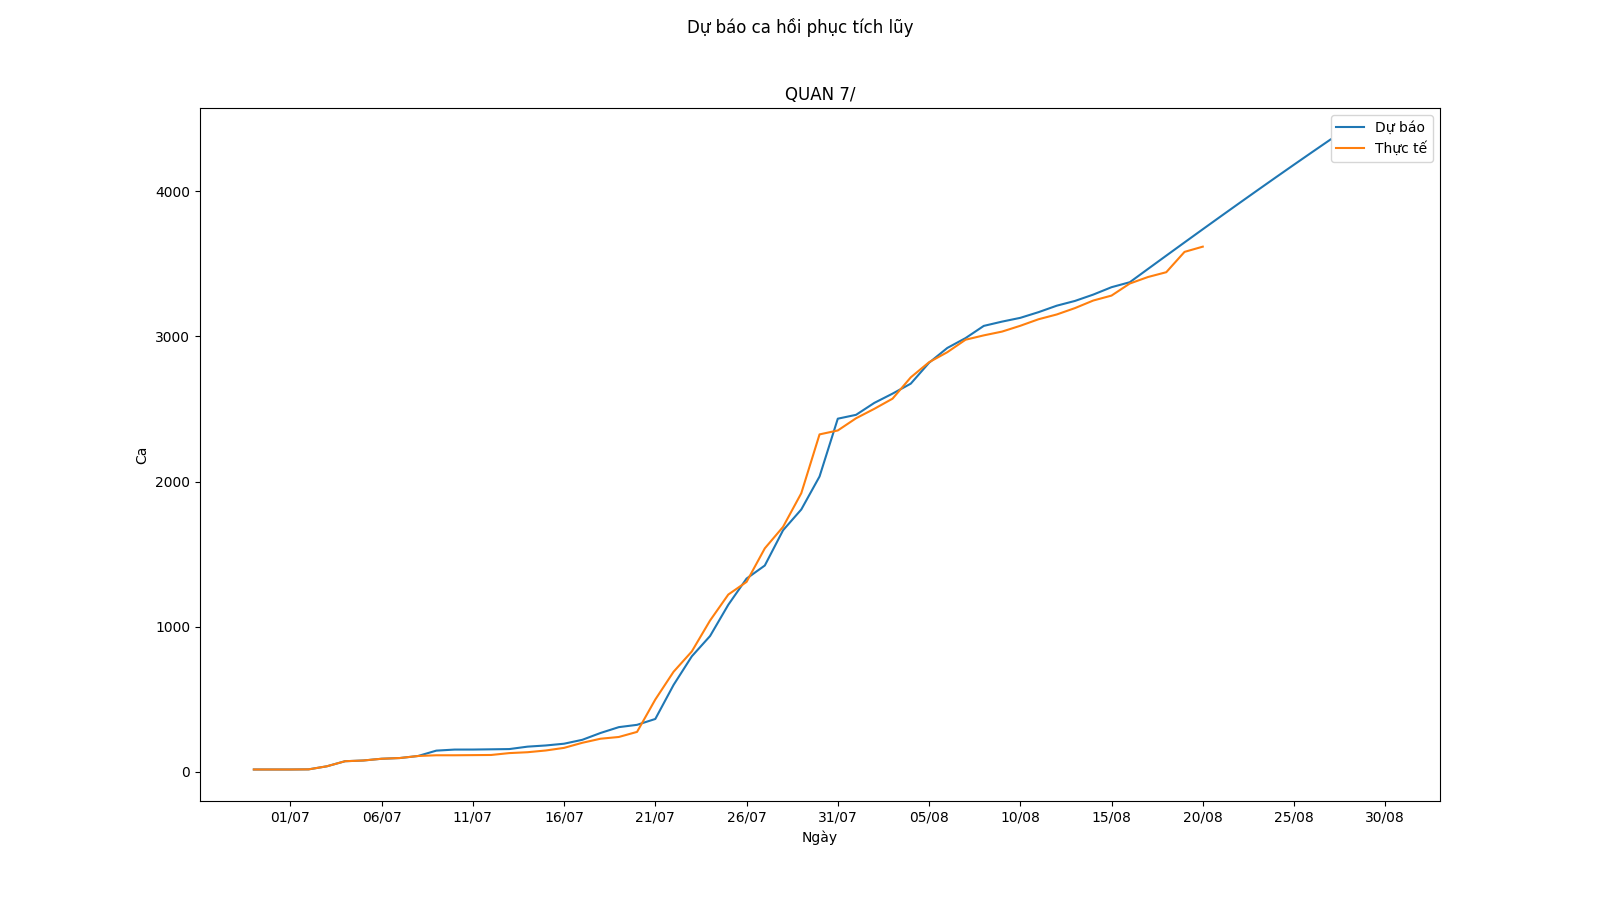 Dự báo ca hồi phục tích lũy
QUAN 7/
Dự báo
Thực tế
4000
3000
2000
1000
0
Ca
01/07 06/07 11/07 16/07 21/07 26/07 31/07 05/08 10/08 15/08 20/08 25/08 30/08
Ngày